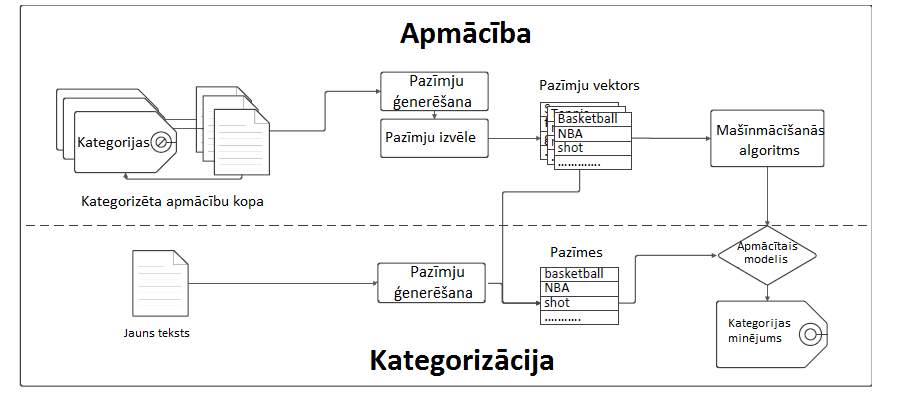 Apmācība
Kategorijas
Kategorizēta apmācību kopa
Pazīmju
ģenerēšana
Pazīmju izvēle
Pazīmju vektors
Basketball
NBA
shot
.............
Mašīnmācīšanās
algoritms
Jauns teksts
Pazīmju
ģenerēšana
Pazīmes
basketball
NBA
shot
...........
Apmācītais
modelis
Kategorijas
minējums
Kategorizācija